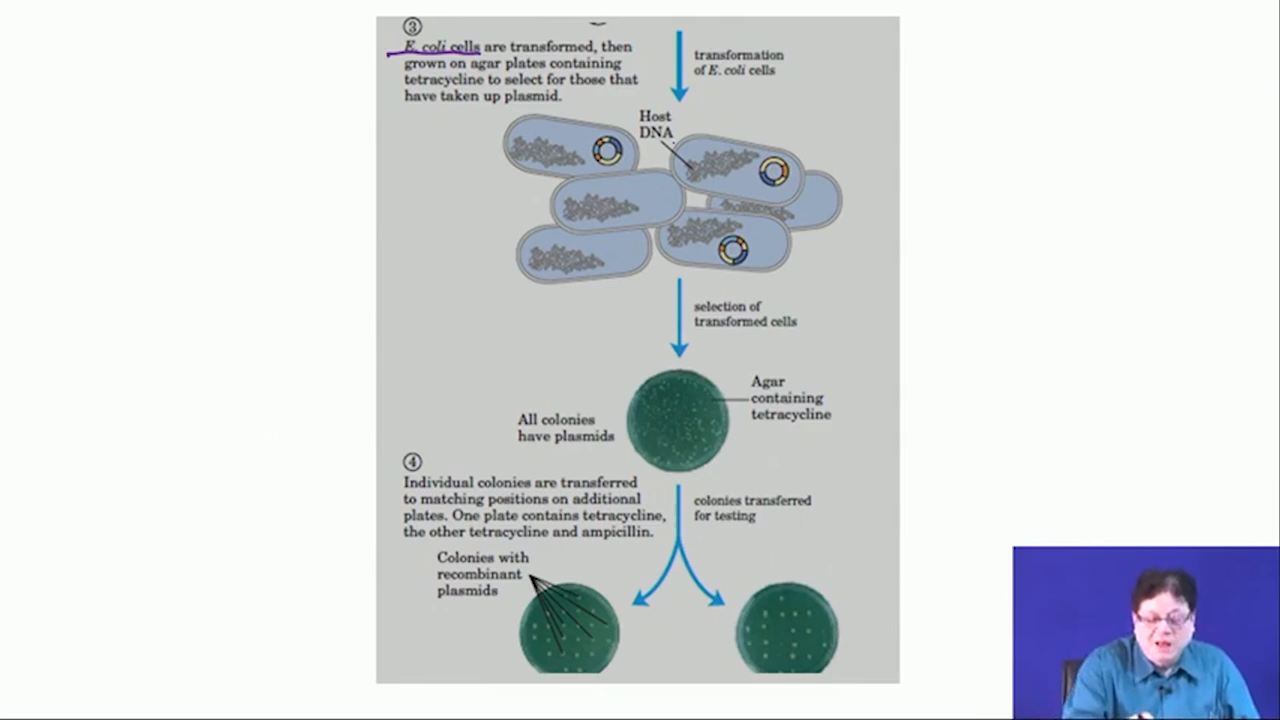 ③
E. coli cells are transformed, then
grown on agar plates containing
tetracycline to select for those that
have taken up plasmid.
transformation
of E. coli cells
Host
DNA
selection of
transformed cells
Agar
containing
tetracycline
All colonies
have plasmids
④
Individual colonies are transferred
to matching positions on additional
plates. One plate contains tetracycline,
the other tetracycline and ampicillin.
colonies transferred
for testing
Colonies with
recombinant
plasmids